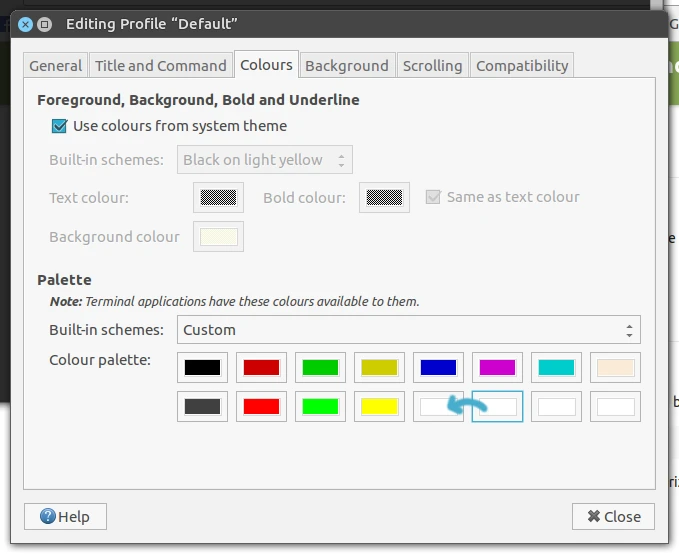 Editing Profile “Default”
General Title and Command Colours Background Scrolling Compatibility
Foreground, Background, Bold and Underline
Use colours from system theme
Built-in schemes: Black on light yellow
Text colour: Bold colour: Same as text colour
Background colour
Palette
Note: Terminal applications have these colours available to them.
Built-in schemes: Custom
Colour palette:
Help Close